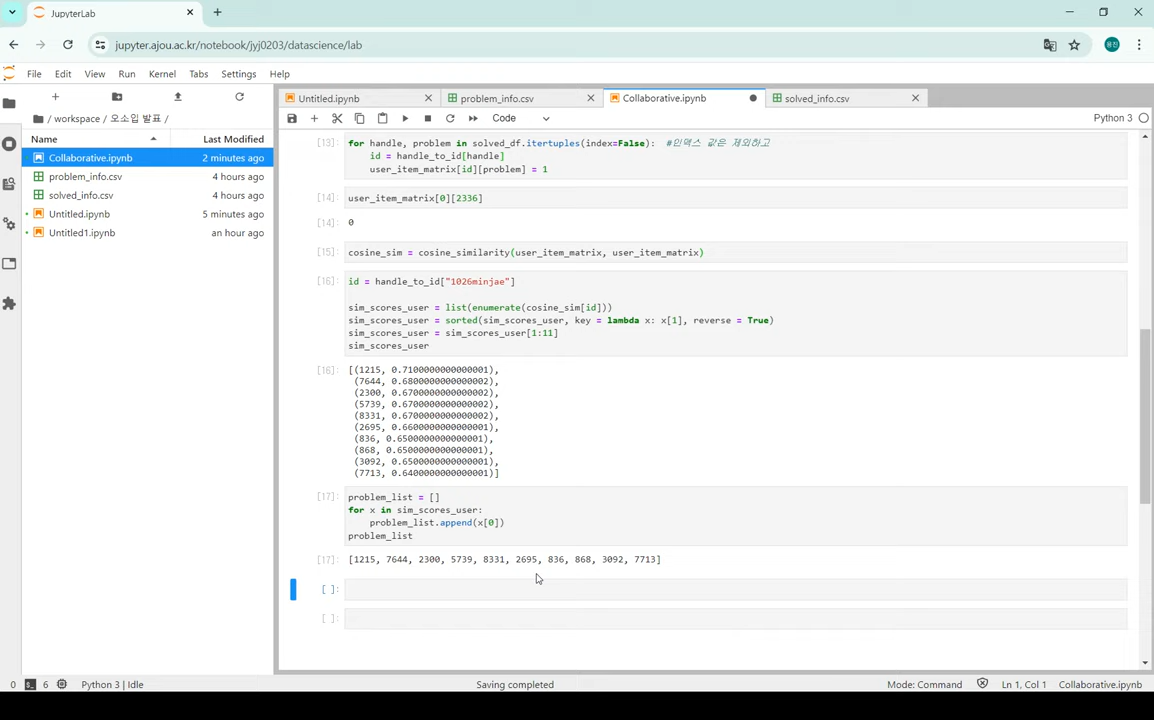 JupyterLab
jupyter.ajou.ac.kr/notebook/jyj0203/datascience/lab
File Edit View Run Kernel Tabs Settings Help
/ workspace / 오소입 발표 /
Name Last Modified
Collaborative.ipynb 2 minutes ago
problem_info.csv 4 hours ago
solved_info.csv 4 hours ago
Untitled.ipynb 5 minutes ago
Untitled1.ipynb an hour ago
Untitled.ipynb problem_info.csv Collaborative.ipynb solved_info.csv
Code Python 3
[13]: for handle, problem in solved_df.itertuples(index=False): #인덱스 값은 제외하고
id = handle_to_id[handle]
user_item_matrix[id][problem] = 1
[14]: user_item_matrix[0][2336]
[14]: 0
[15]: cosine_sim = cosine_similarity(user_item_matrix, user_item_matrix)
[16]: id = handle_to_id["1026minjae"]
sim_scores_user = list(enumerate(cosine_sim[id]))
sim_scores_user = sorted(sim_scores_user, key = lambda x: x[1], reverse = True)
sim_scores_user = sim_scores_user[1:11]
sim_scores_user
[16]: [(1215, 0.7100000000000001),
(7644, 0.6800000000000002),
(2300, 0.6700000000000002),
(5739, 0.6700000000000002),
(8331, 0.6700000000000002),
(2695, 0.6600000000000001),
(836, 0.6500000000000001),
(868, 0.6500000000000001),
(3092, 0.6500000000000001),
(7713, 0.6400000000000001)]
[17]: problem_list = []
for x in sim_scores_user:
problem_list.append(x[0])
problem_list
[17]: [1215, 7644, 2300, 5739, 8331, 2695, 836, 868, 3092, 7713]
[ ]:
[ ]:
0 6 Python 3 | Idle Saving completed Mode: Command Ln 1, Col 1 Collaborative.ipynb